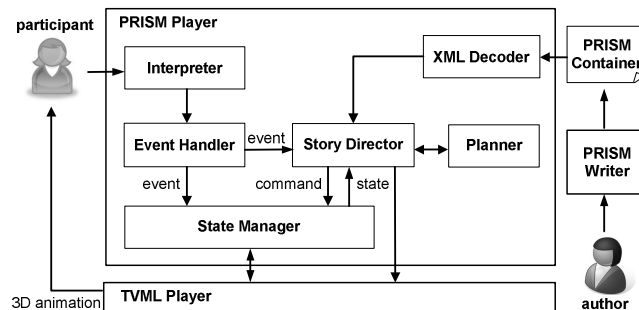 participant
PRISM Player
Interpreter
XML Decoder
PRISM
Container
Event Handler
event
Story Director
Planner
PRISM
Writer
event
command
state
State Manager
3D animation
TVML Player
author